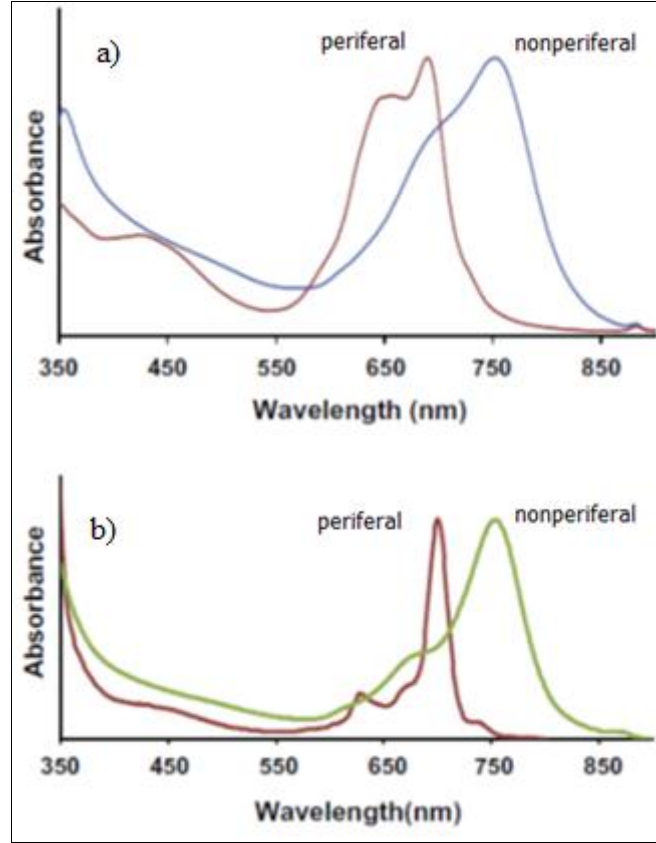 a)
periferal
nonperiferal
Absorbance
350 450 550 650 750 850
Wavelength (nm)
b)
periferal
nonperiferal
Absorbance
350 450 550 650 750 850
Wavelength(nm)